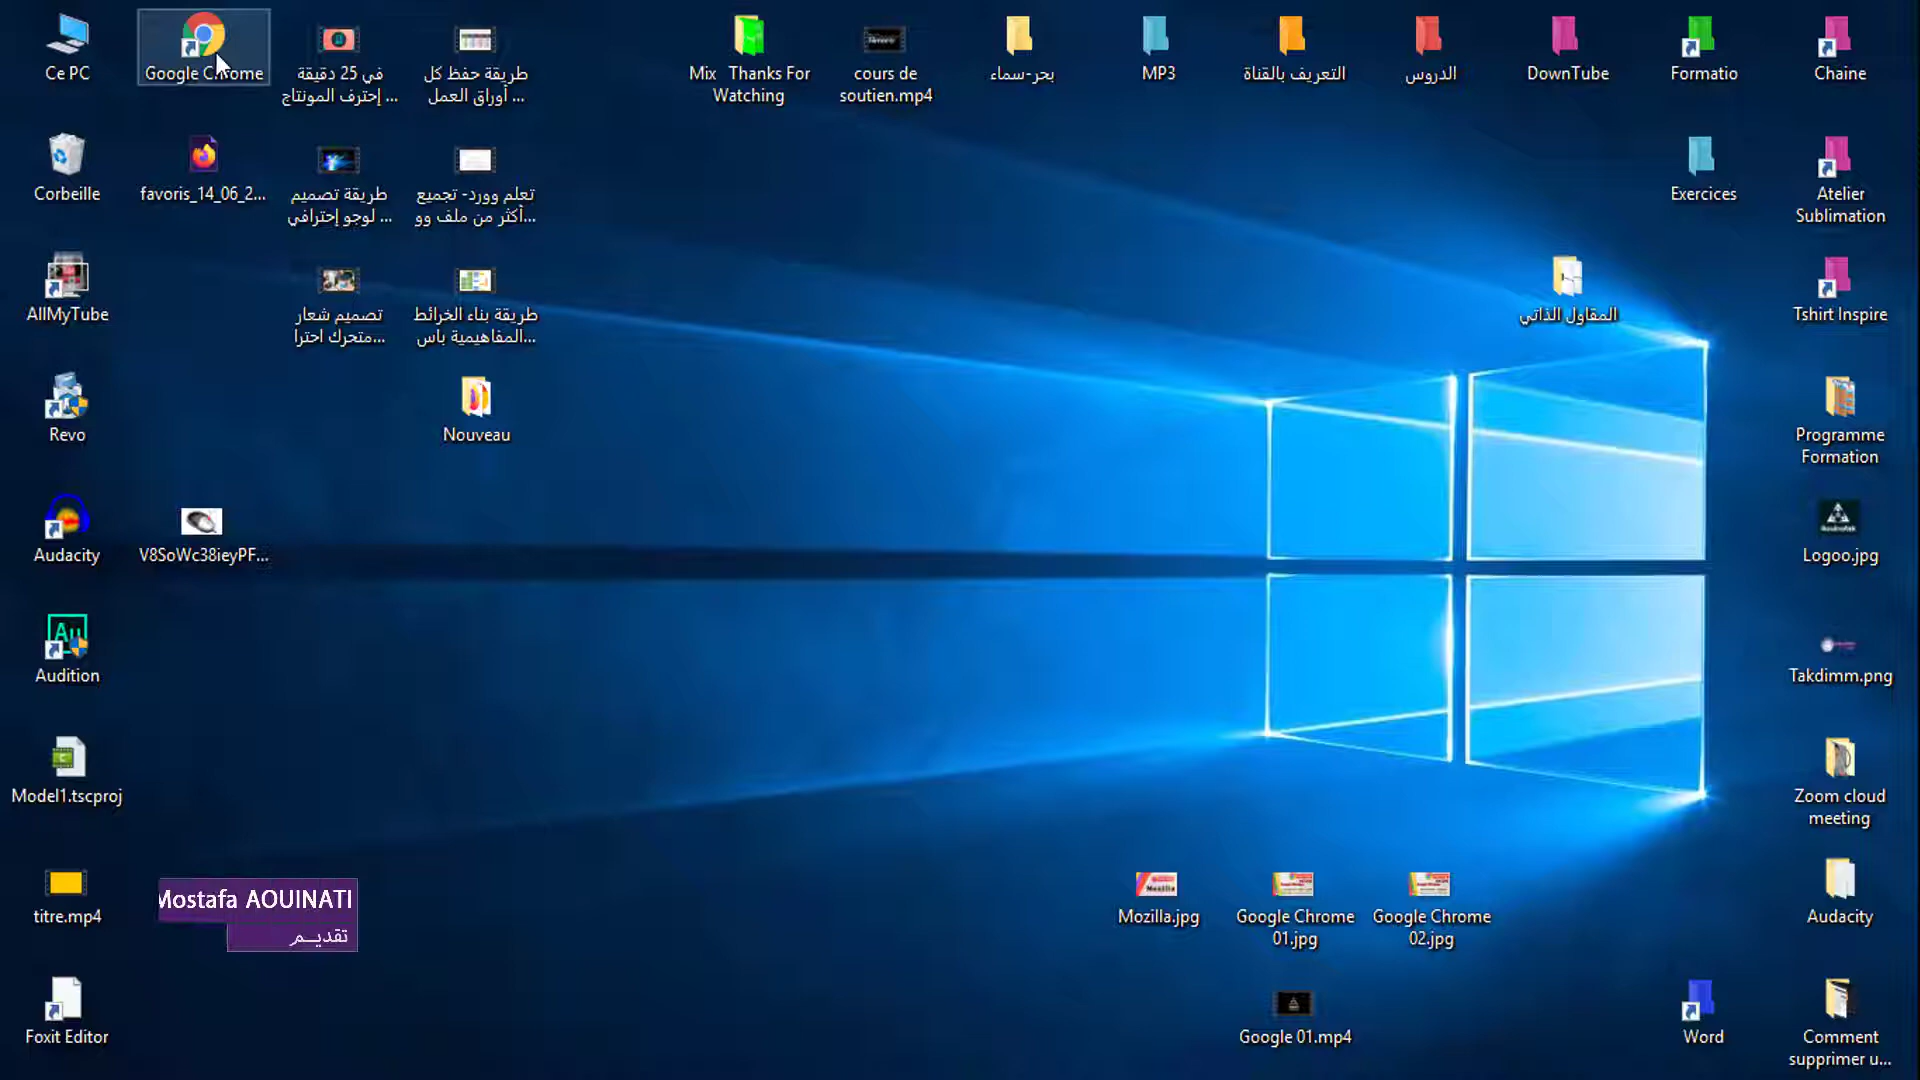 Ce PC
Google Chrome
في 25 دقيقة
إحترف المونتاج ...
طريقة حفظ كل
أوراق العمل ...
Mix Thanks For
Watching
cours de
soutien.mp4
بحر-سماء
MP3
التعريف بالقناة
الدروس
DownTube
Formatio
Chaine
Corbeille
favoris_14_06_2...
طريقة تصميم
لوجو إحترافي ...
تعلم وورد- تجميع
أكثر من ملف وو...
Exercices
Atelier
Sublimation
AllMyTube
تصميم شعار
متحرك احترا...
طريقة بناء الخرائط
المفاهيمية باس...
المقاول الذاتي
Tshirt Inspire
Revo
Nouveau
Programme
Formation
Audacity
V8SoWc38ieyPF...
Logoo.jpg
Audition
Takdimm.png
Model1.tscproj
Zoom cloud
meeting
titre.mp4
Mostafa AOUINATI
تقديـم
Mozilla.jpg
Google Chrome
01.jpg
Google Chrome
02.jpg
Audacity
Foxit Editor
Google 01.mp4
Word
Comment
supprimer u...